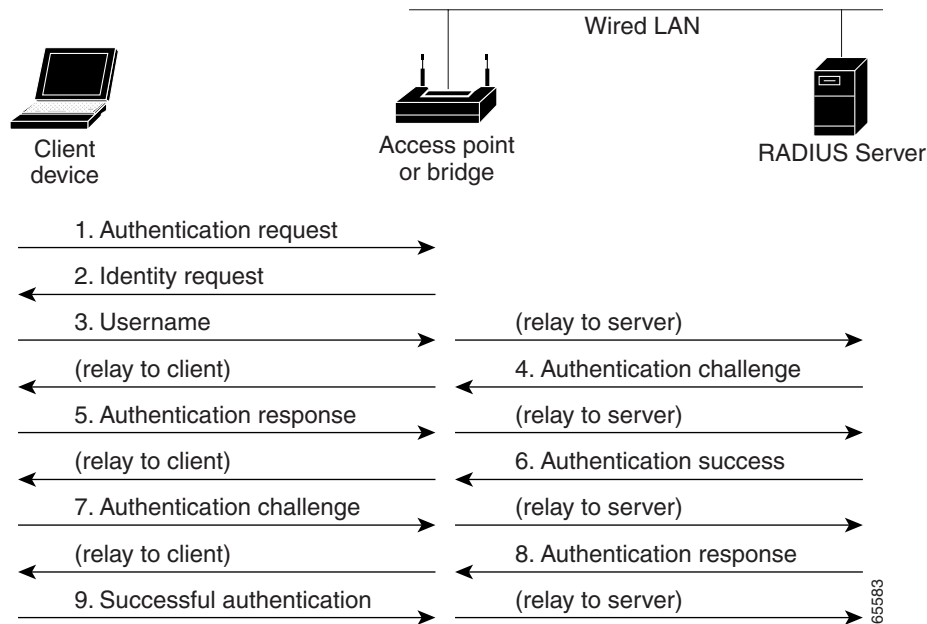 Wired LAN
Client
device
Access point
or bridge
RADIUS Server
1. Authentication request
2. Identity request
3. Username
(relay to server)
(relay to client)
4. Authentication challenge
5. Authentication response
(relay to server)
(relay to client)
6. Authentication success
7. Authentication challenge
(relay to server)
(relay to client)
8. Authentication response
9. Successful authentication
(relay to server)
65583